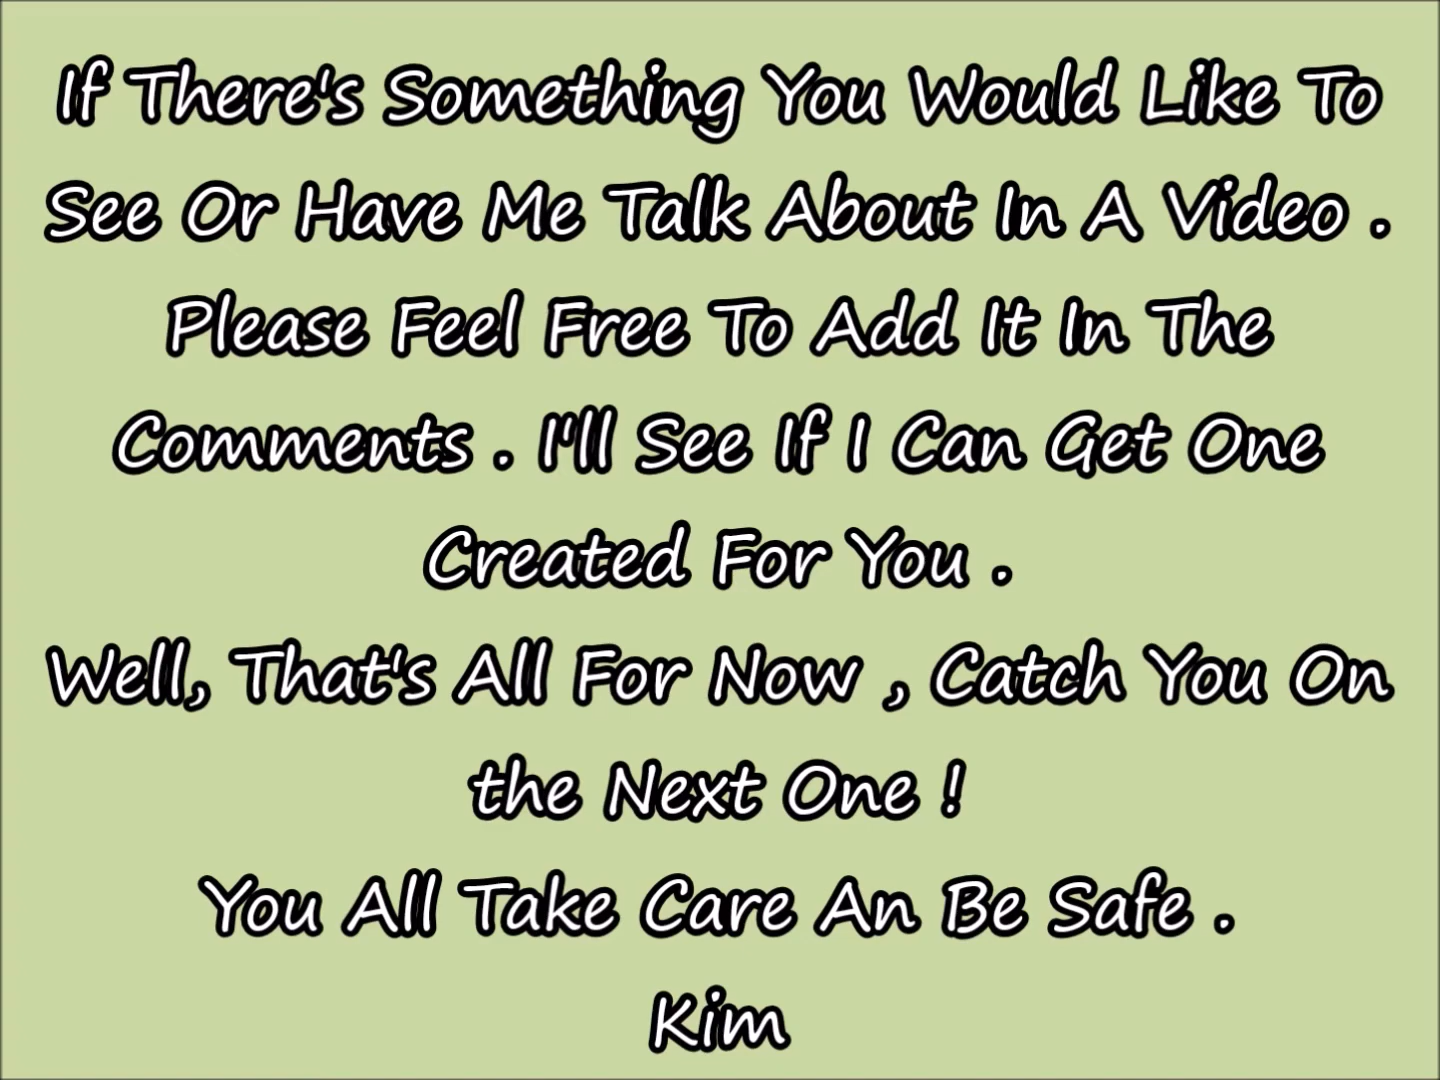 If There's Something You Would Like To
See Or Have Me Talk About In A Video .
Please Feel Free To Add It In The
Comments . I'll See If I Can Get One
Created For You .
Well, That's All For Now , Catch You On
the Next One !
You All Take Care An Be Safe .
Kim